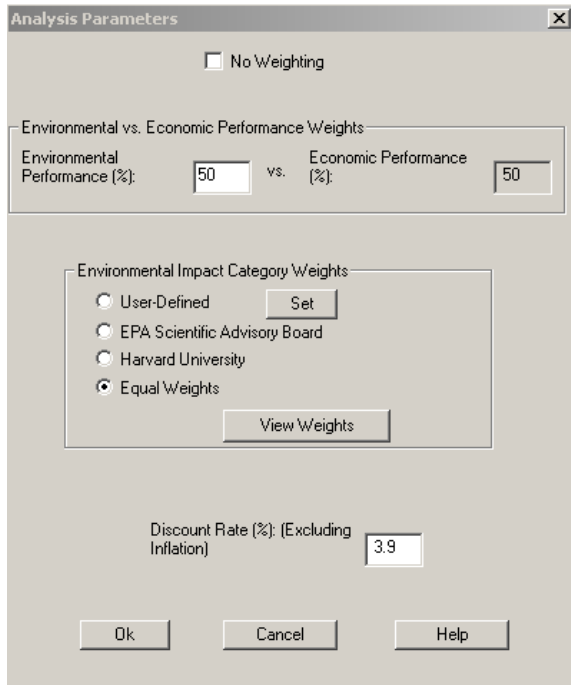 Analysis Parameters
No Weighting
Environmental vs. Economic Performance Weights
Environmental
Performance (%):
50
vs.
Economic Performance
(%):
50
Environmental Impact Category Weights
User-Defined
Set
EPA Scientific Advisory Board
Harvard University
Equal Weights
View Weights
Discount Rate (%): (Excluding
Inflation)
3.9
Ok
Cancel
Help